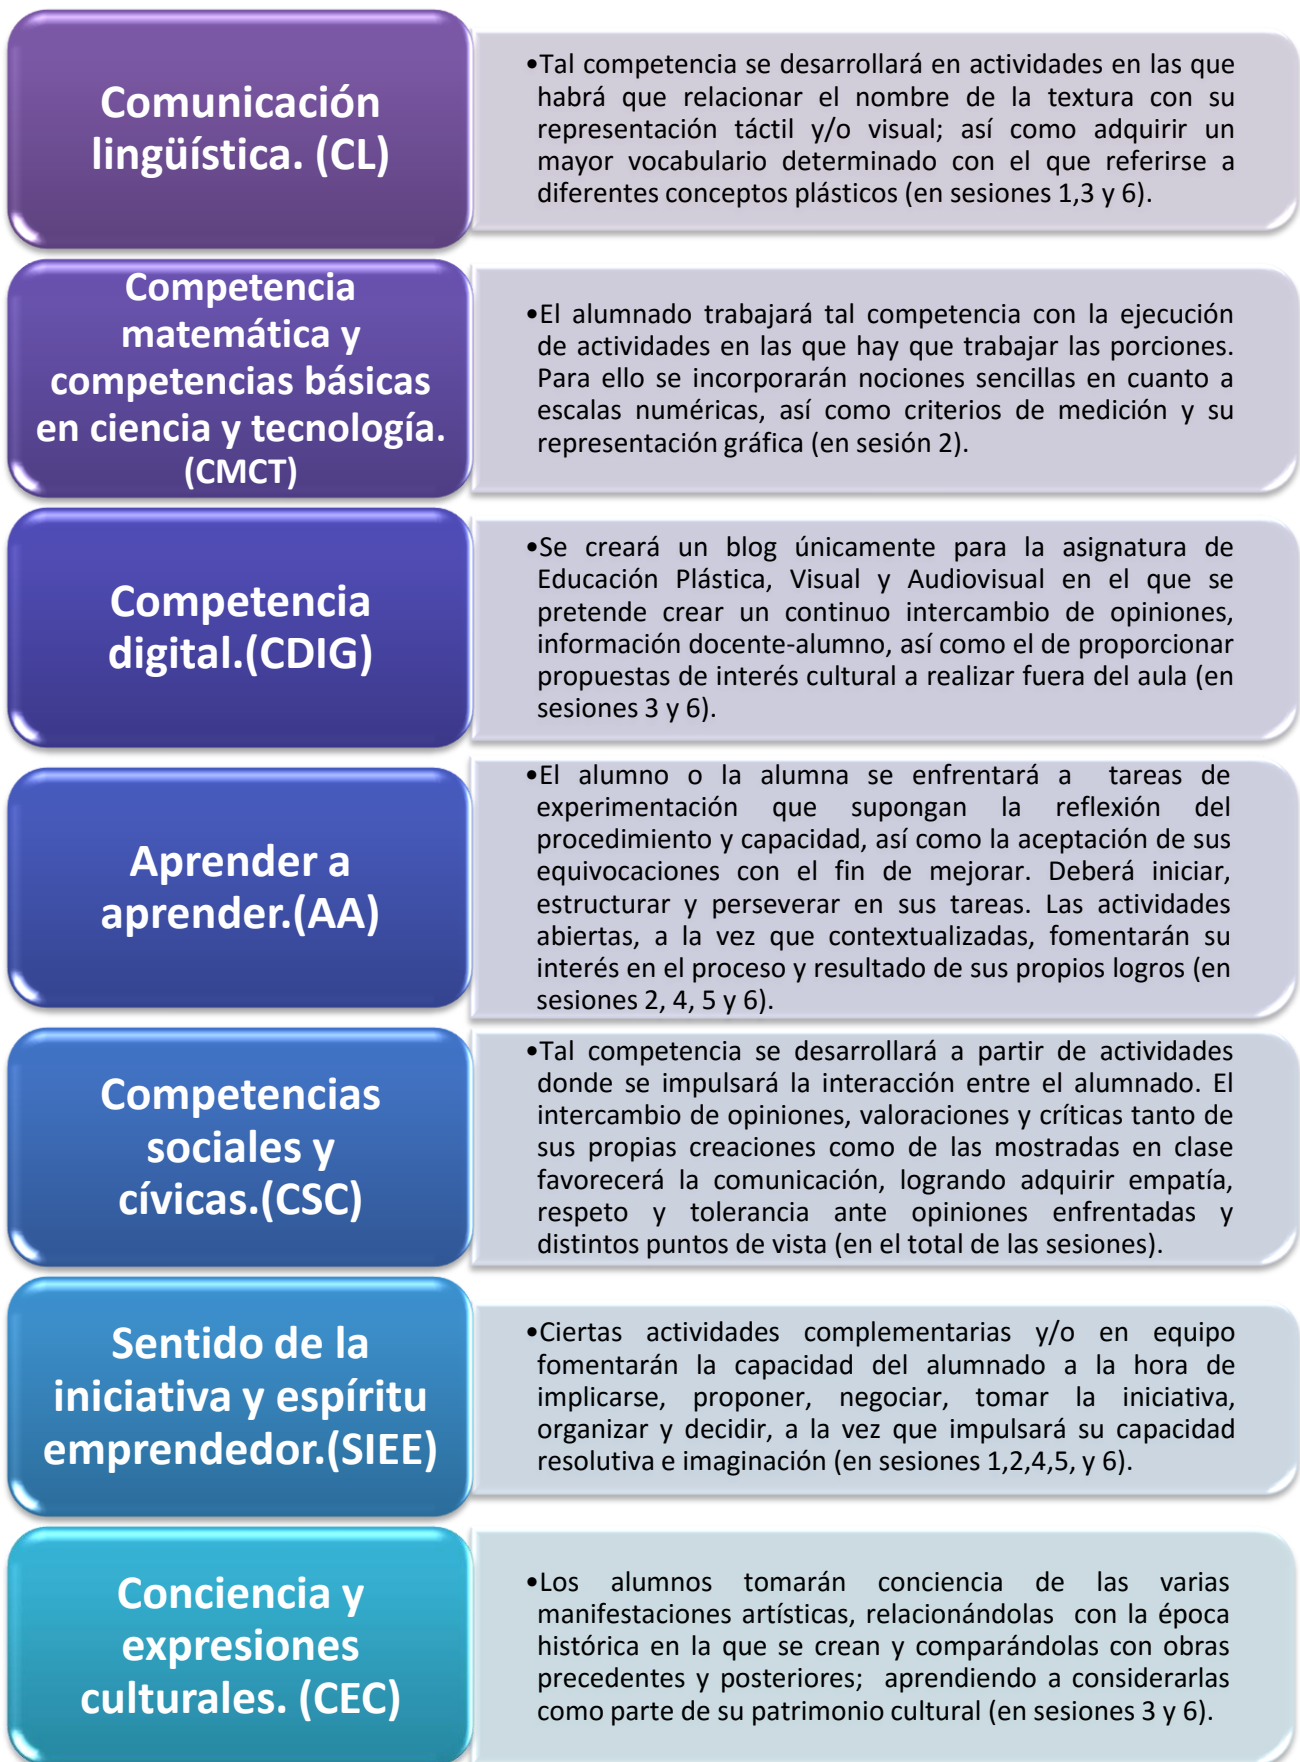 Comunicación
lingüística. (CL)
•Tal competencia se desarrollará en actividades en las que
habrá que relacionar el nombre de la textura con su
representación táctil y/o visual; así como adquirir un
mayor vocabulario determinado con el que referirse a
diferentes conceptos plásticos (en sesiones 1,3 y 6).
Competencia
matemática y
competencias básicas
en ciencia y tecnología.
(CMCT)
•El alumnado trabajará tal competencia con la ejecución
de actividades en las que hay que trabajar las porciones.
Para ello se incorporarán nociones sencillas en cuanto a
escalas numéricas, así como criterios de medición y su
representación gráfica (en sesión 2).
Competencia
digital.(CDIG)
•Se creará un blog únicamente para la asignatura de
Educación Plástica, Visual y Audiovisual en el que se
pretende crear un continuo intercambio de opiniones,
información docente-alumno, así como el de proporcionar
propuestas de interés cultural a realizar fuera del aula (en
sesiones 3 y 6).
Aprender a
aprender.(AA)
•El alumno o la alumna se enfrentará a tareas de
experimentación que supongan la reflexión del
procedimiento y capacidad, así como la aceptación de sus
equivocaciones con el fin de mejorar. Deberá iniciar,
estructurar y perseverar en sus tareas. Las actividades
abiertas, a la vez que contextualizadas, fomentarán su
interés en el proceso y resultado de sus propios logros (en
sesiones 2, 4, 5 y 6).
Competencias
sociales y
cívicas.(CSC)
•Tal competencia se desarrollará a partir de actividades
donde se impulsará la interacción entre el alumnado. El
intercambio de opiniones, valoraciones y críticas tanto de
sus propias creaciones como de las mostradas en clase
favorecerá la comunicación, logrando adquirir empatía,
respeto y tolerancia ante opiniones enfrentadas y
distintos puntos de vista (en el total de las sesiones).
Sentido de la
iniciativa y espíritu
emprendedor.(SIEE)
•Ciertas actividades complementarias y/o en equipo
fomentarán la capacidad del alumnado a la hora de
implicarse, proponer, negociar, tomar la iniciativa,
organizar y decidir, a la vez que impulsará su capacidad
resolutiva e imaginación (en sesiones 1,2,4,5, y 6).
Conciencia y
expresiones
culturales. (CEC)
•Los alumnos tomarán conciencia de las varias
manifestaciones artísticas, relacionándolas con la época
histórica en la que se crean y comparándolas con obras
precedentes y posteriores; aprendiendo a considerarlas
como parte de su patrimonio cultural (en sesiones 3 y 6).